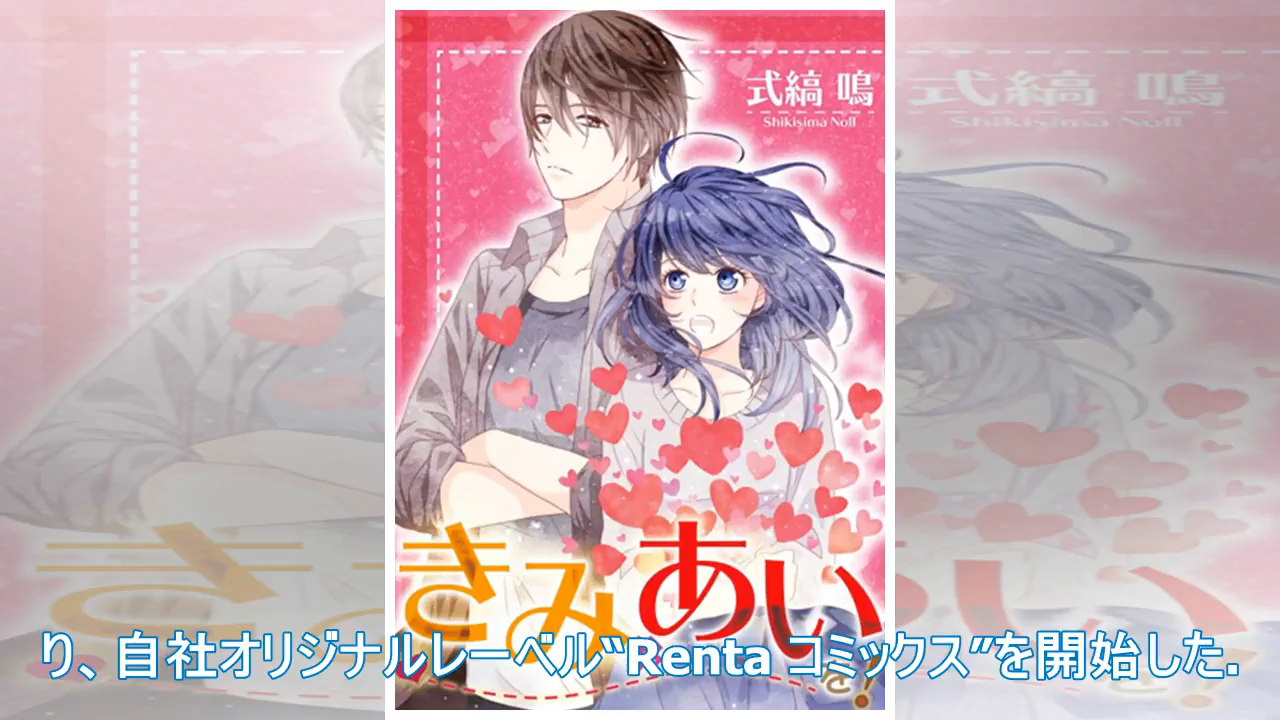 式縞 鳴
Shikisima Noll
きみ
あい
を!
り、自社オリジナルレーベル“Renta コミックス”を開始した.